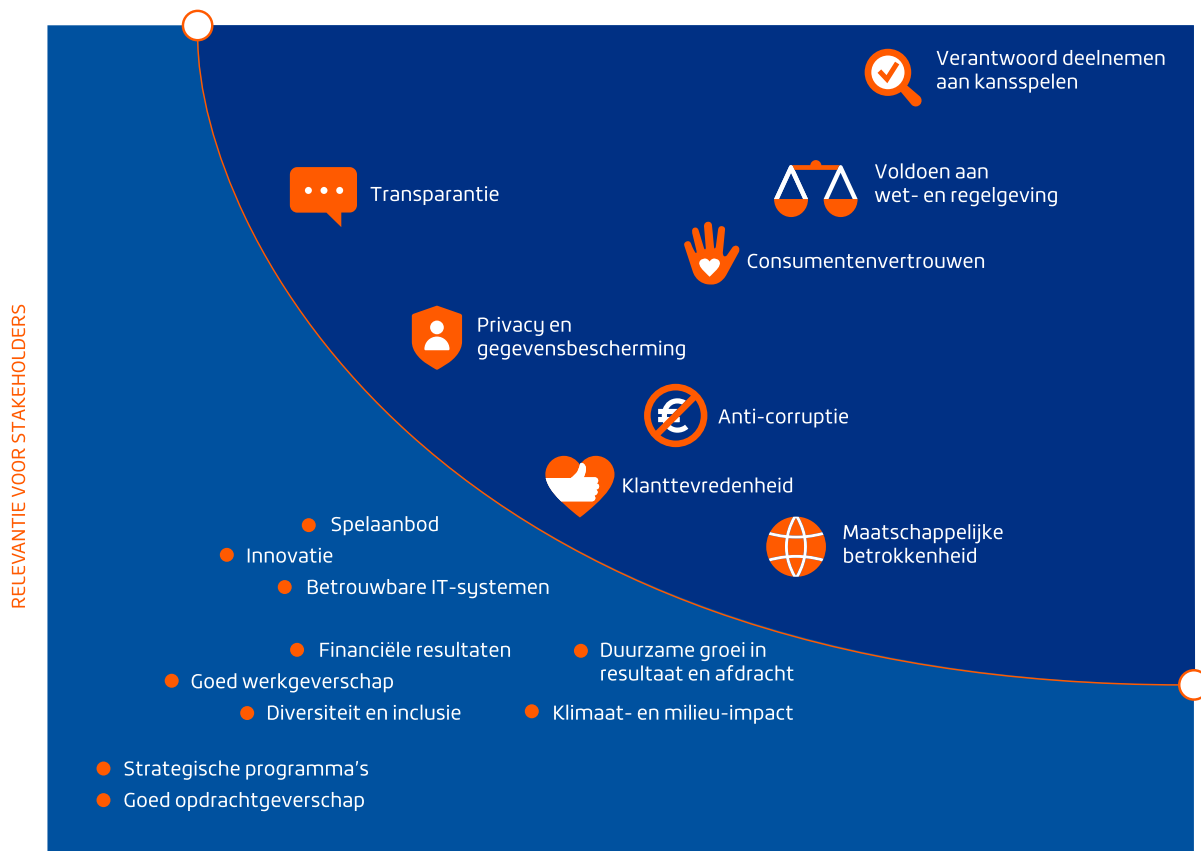 Verantwoord deelnemen
aan kansspelen
Voldoen aan
wet- en regelgeving
Transparantie
Consumentenvertrouwen
Privacy en
gegevensbescherming
Anti-corruptie
Klanttevredenheid
Maatschappelijke
betrokkenheid
Spelaanbod
Innovatie
Betrouwbare IT-systemen
Financiële resultaten
Duurzame groei in
resultaat en afdracht
Goed werkgeverschap
Diversiteit en inclusie
Klimaat- en milieu-impact
Strategische programma's
Goed opdrachtgeverschap
RELEVANTIE VOOR STAKEHOLDERS